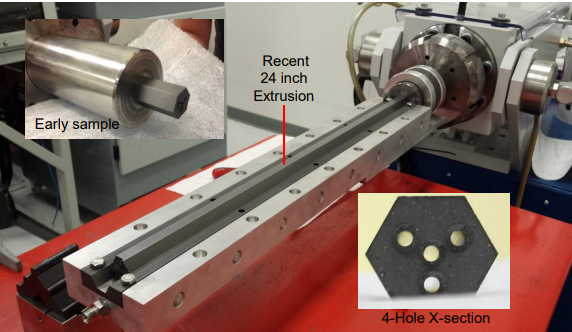 Recent
24 inch
Extrusion
Early sample
4-Hole X-section